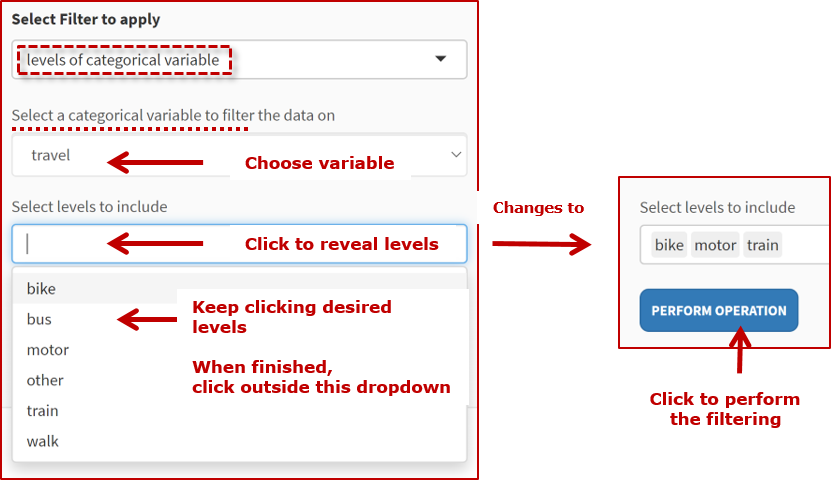 Select Filter to apply
levels of categorical variable
Select a categorical variable to filter the data on
travel
Choose variable
Select levels to include
Click to reveal levels
bike
bus
motor
other
train
walk
Keep clicking desired
levels
When finished,
click outside this dropdown
Changes to
Select levels to include
bike motor train
PERFORM OPERATION
Click to perform
the filtering